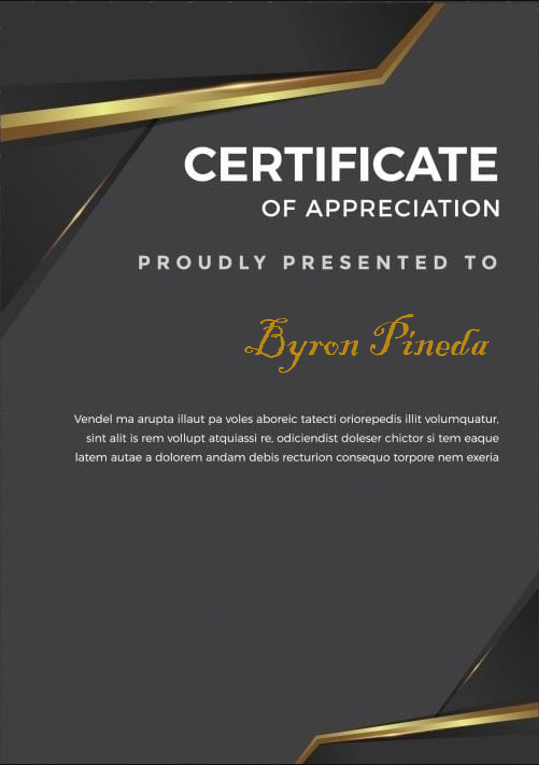 CERTIFICATE
OF APPRECIATION
PROUDLY PRESENTED TO
Byron Pineda
Vendel ma arupta illaut pa voles aboreic tatecti oriorepedis illit volumquatur,
sint alit is rem vollupt atquiassi re, odiciendist doleser chictor si tem eaque
latem autae a dolorem andam debis recturion consequo torpore nem exeria